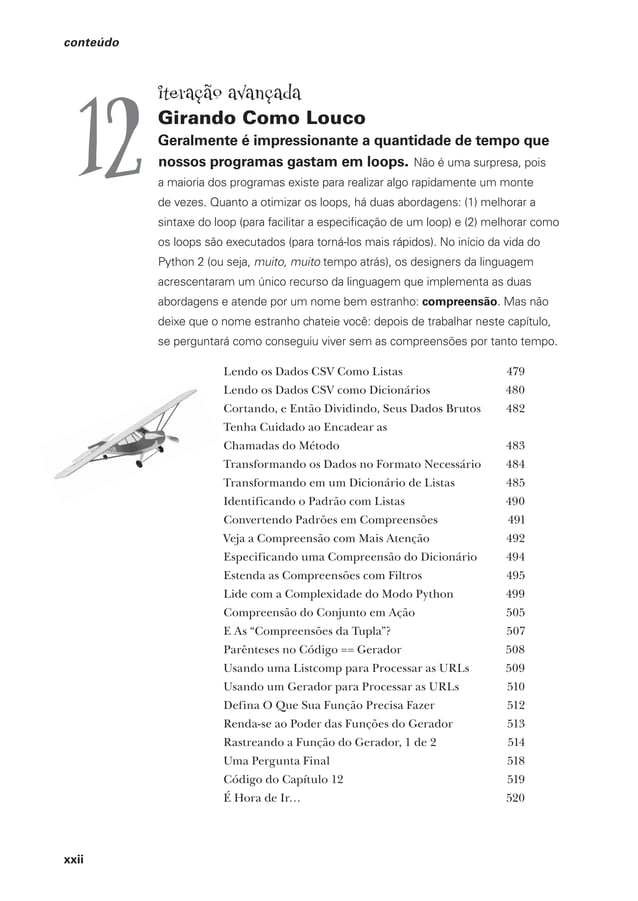 conteúdo
12
iteração avançada
Girando Como Louco
Geralmente é impressionante a quantidade de tempo que
nossos programas gastam em loops. Não é uma surpresa, pois
a maioria dos programas existe para realizar algo rapidamente um monte
de vezes. Quanto a otimizar os loops, há duas abordagens: (1) melhorar a
sintaxe do loop (para facilitar a especificação de um loop) e (2) melhorar como
os loops são executados (para torná-los mais rápidos). No início da vida do
Python 2 (ou seja, muito, muito tempo atrás), os designers da linguagem
acrescentaram um único recurso da linguagem que implementa as duas
abordagens e atende por um nome bem estranho: compreensão. Mas não
deixe que o nome estranho chateie você: depois de trabalhar neste capítulo,
se perguntará como conseguiu viver sem as compreensões por tanto tempo.
Lendo os Dados CSV Como Listas 479
Lendo os Dados CSV como Dicionários 480
Cortando, e Então Dividindo, Seus Dados Brutos 482
Tenha Cuidado ao Encadear as
Chamadas do Método 483
Transformando os Dados no Formato Necessário 484
Transformando em um Dicionário de Listas 485
Identificando o Padrão com Listas 490
Convertendo Padrões em Compreensões 491
Veja a Compreensão com Mais Atenção 492
Especificando uma Compreensão do Dicionário 494
Estenda as Compreensões com Filtros 495
Lide com a Complexidade do Modo Python 499
Compreensão do Conjunto em Ação 505
E As “Compreensões da Tupla”? 507
Parênteses no Código == Gerador 508
Usando uma Listcomp para Processar as URLs 509
Usando um Gerador para Processar as URLs 510
Defina O Que Sua Função Precisa Fazer 512
Renda-se ao Poder das Funções do Gerador 513
Rastreando a Função do Gerador, 1 de 2 514
Uma Pergunta Final 518
Código do Capítulo 12 519
É Hora de Ir… 520
xxii